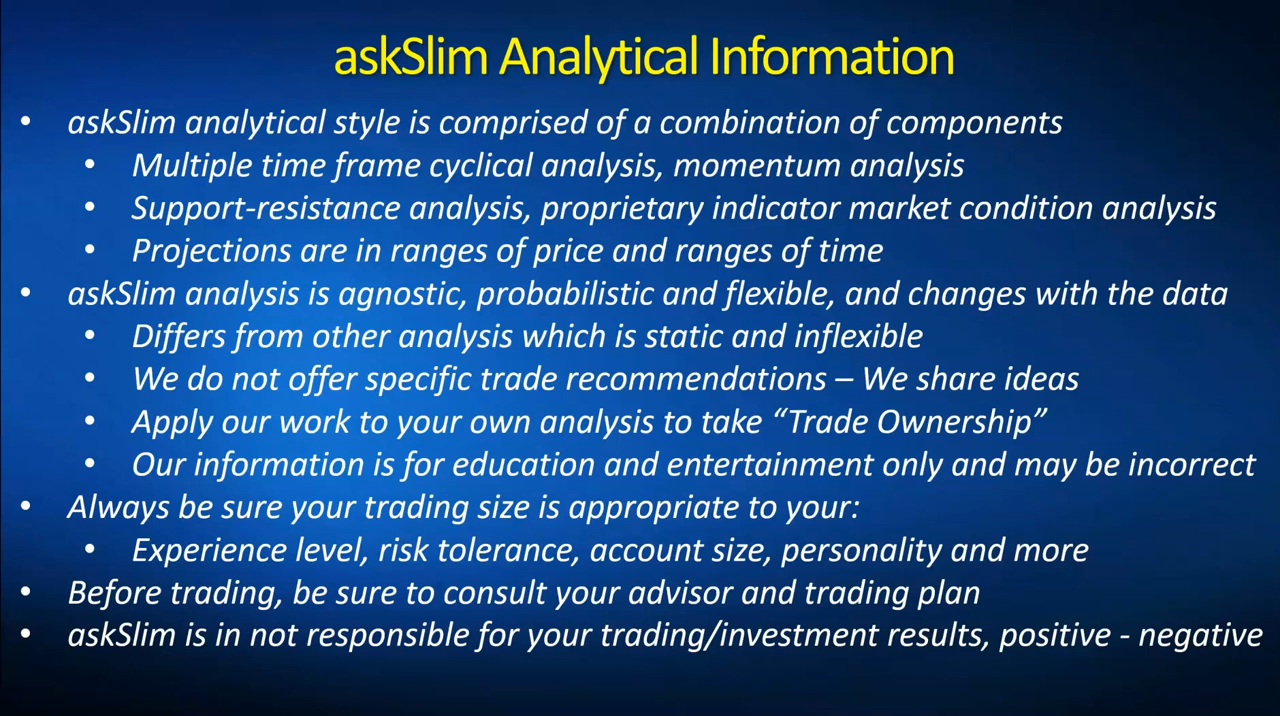 askSlim Analytical Information
• askSlim analytical style is comprised of a combination of components
• Multiple time frame cyclical analysis, momentum analysis
• Support-resistance analysis, proprietary indicator market condition analysis
• Projections are in ranges of price and ranges of time
• askSlim analysis is agnostic, probabilistic and flexible, and changes with the data
• Differs from other analysis which is static and inflexible
• We do not offer specific trade recommendations – We share ideas
• Apply our work to your own analysis to take “Trade Ownership”
• Our information is for education and entertainment only and may be incorrect
• Always be sure your trading size is appropriate to your:
• Experience level, risk tolerance, account size, personality and more
• Before trading, be sure to consult your advisor and trading plan
• askSlim is in not responsible for your trading/investment results, positive - negative